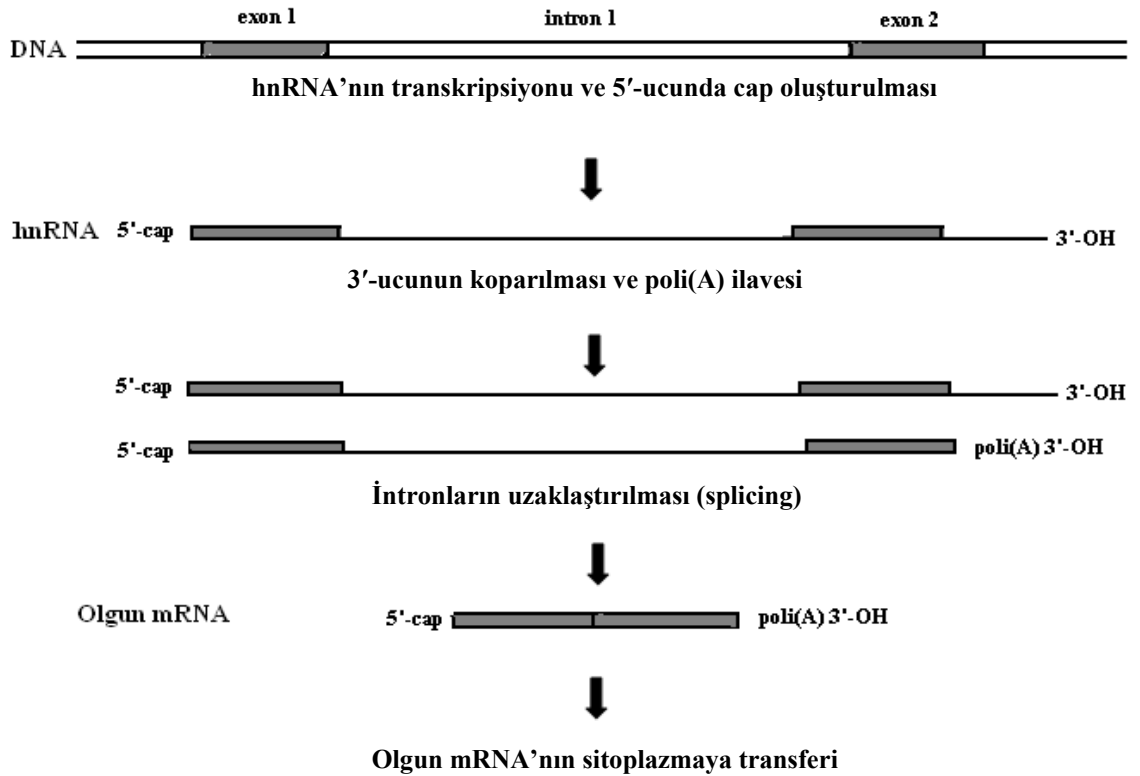 exon 1 intron 1 exon 2
DNA
hnRNA’nın transkripsiyonu ve 5′-ucunda cap oluşturulması
hnRNA 5'-cap 3'-OH
3′-ucunun koparılması ve poli(A) ilavesi
5'-cap 3'-OH
5'-cap poli(A) 3'-OH
İntronların uzaklaştırılması (splicing)
Olgun mRNA 5'-cap poli(A) 3'-OH
Olgun mRNA’nın sitoplazmaya transferi